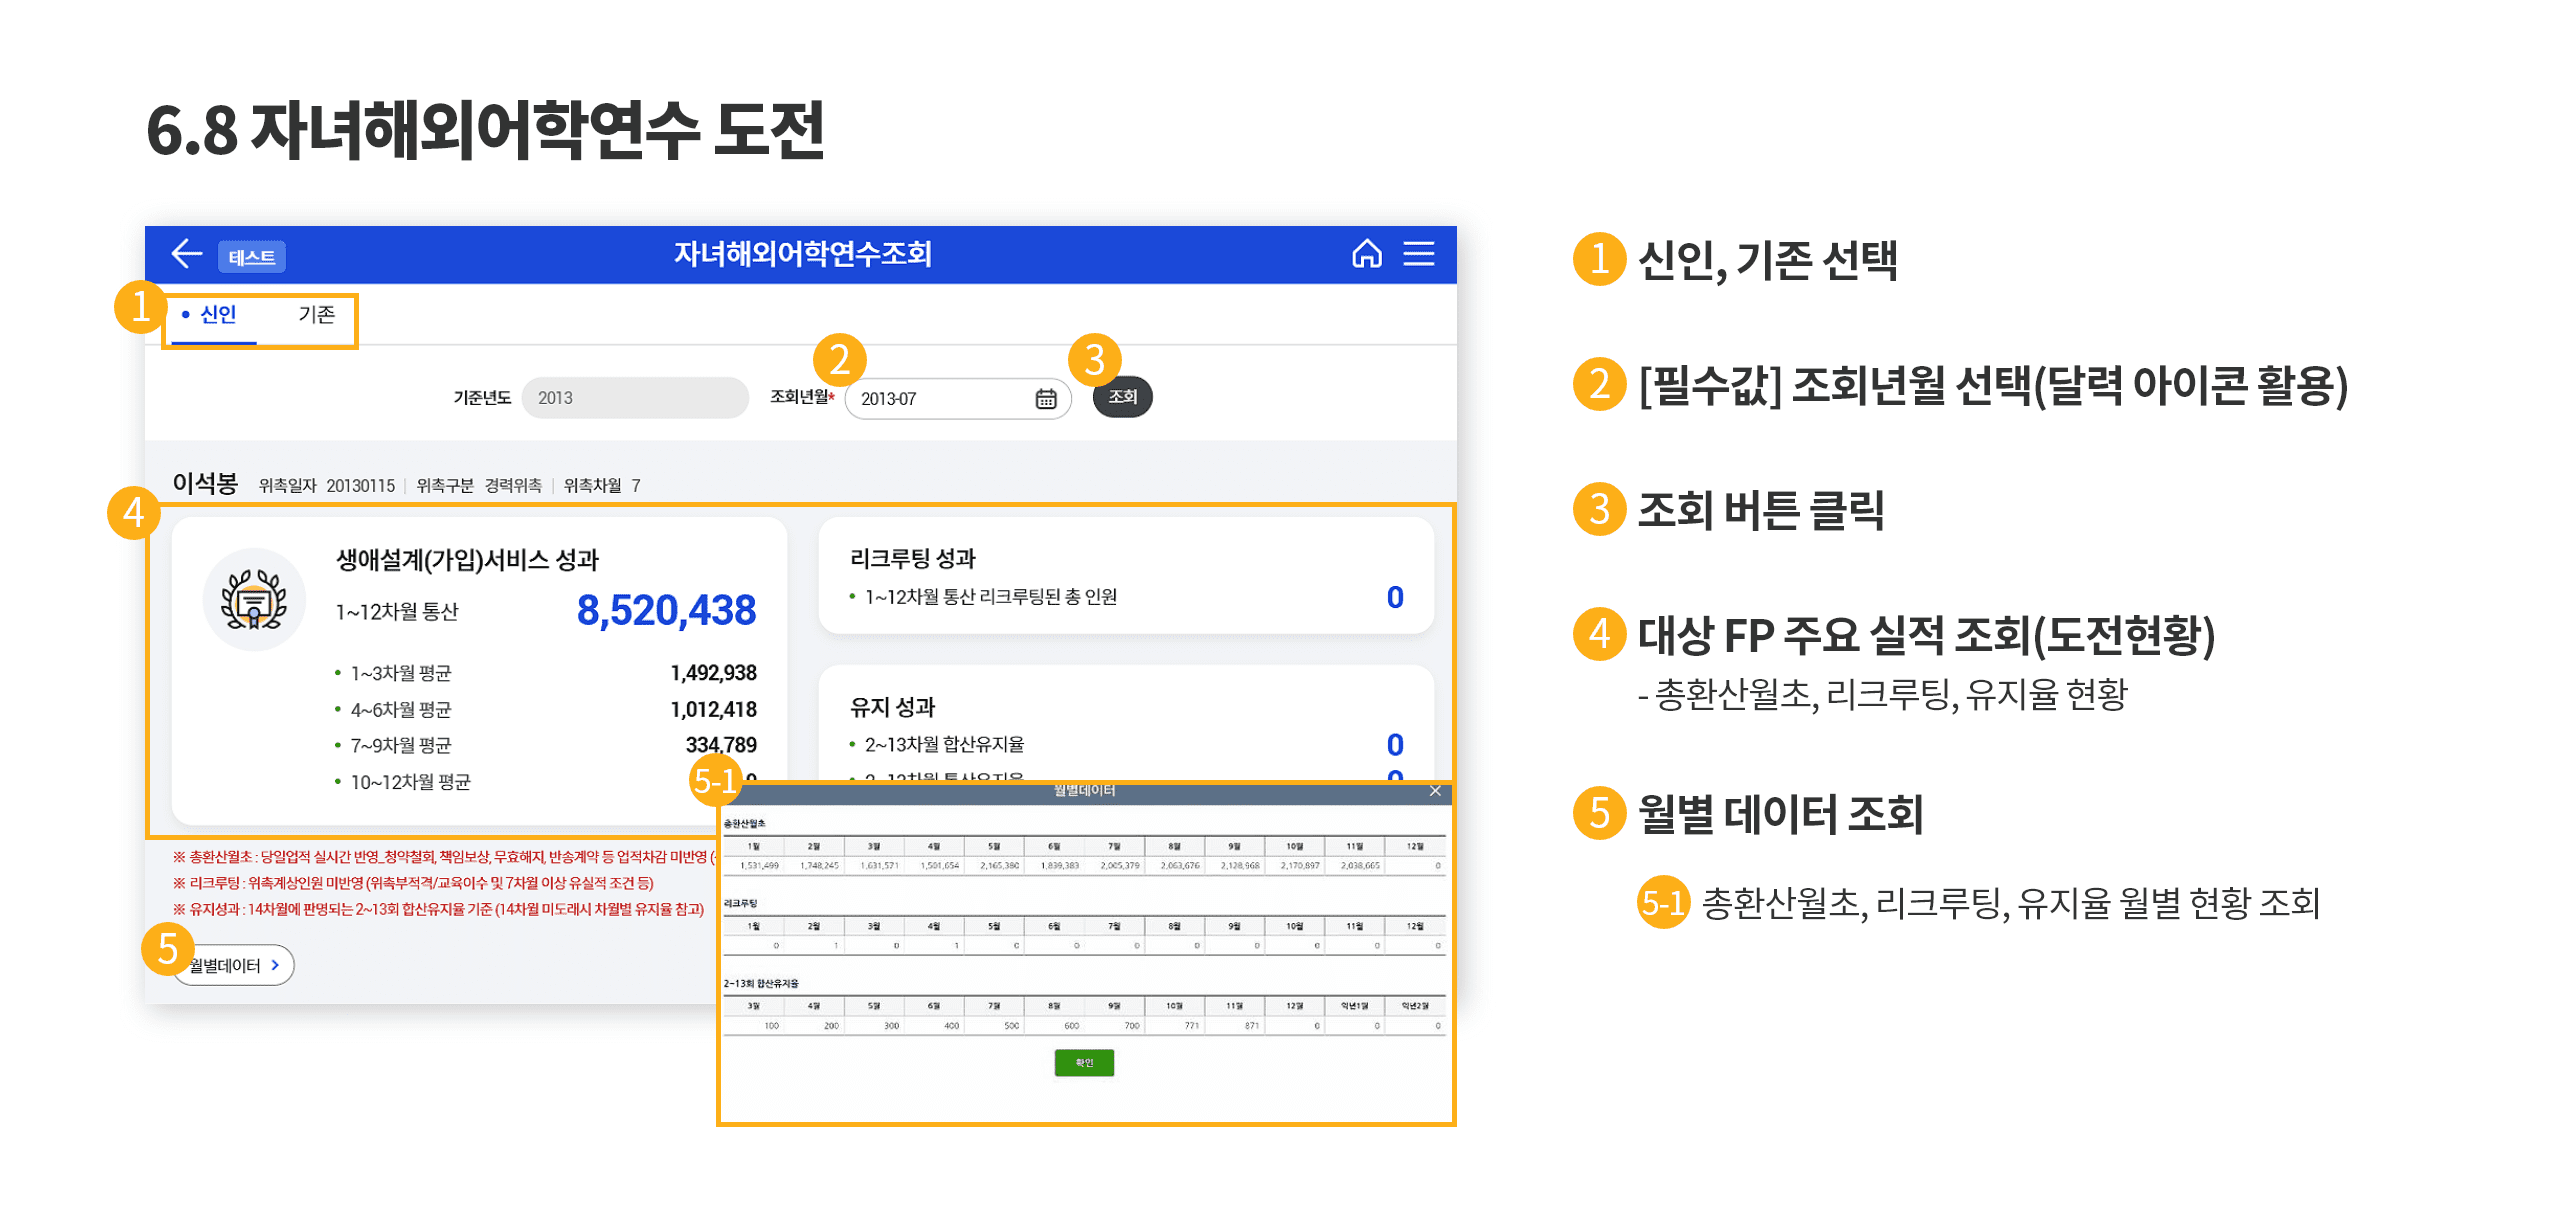 6.8 자녀해외어학연수 도전
테스트
자녀해외어학연수조회
1
신인
기존
기준년도 2013
2
조회년월* 2013-07
3
조회
이석봉 위촉일자 20130115 | 위촉구분 경력위촉 | 위촉차월 7
4
생애설계(가입)서비스 성과
1~12차월 통산 8,520,438
• 1~3차월 평균 1,492,938
• 4~6차월 평균 1,012,418
• 7~9차월 평균 334,789
• 10~12차월 평균
리크루팅 성과
• 1~12차월 통산 리크루팅된 총 인원 0
유지 성과
• 2~13차월 합산유지율 0
※ 총환산월초 : 당일업적 실시간 반영_청약철회, 책임보상, 무효해지, 반송계약 등 업적차감 미반영
※ 리크루팅 : 위촉계상인원 미반영 (위촉부적격/교육이수 및 7차월 이상 유실적 조건 등)
※ 유지성과 : 14차월에 판명되는 2~13회 합산유지율 기준 (14차월 미도래시 차월별 유지율 참고)
5
월별데이터 >
5-1
월별데이터
총환산월초
1월 2월 3월 4월 5월 6월 7월 8월 9월 10월 11월 12월
1,531,499 1,748,245 1,631,571 1,501,654 2,165,380 1,839,383 2,005,379 2,063,676 2,128,968 2,170,897 2,038,665 0
리크루팅
1월 2월 3월 4월 5월 6월 7월 8월 9월 10월 11월 12월
0 1 0 1 0 0 0 0 0 0 0 0
2~13회 합산유지율
3월 4월 5월 6월 7월 8월 9월 10월 11월 12월 익년1월 익년2월
100 200 300 400 500 600 700 771 871 0 0 0
확인
1 신인, 기존 선택
2 [필수값] 조회년월 선택(달력 아이콘 활용)
3 조회 버튼 클릭
4 대상 FP 주요 실적 조회(도전현황)
- 총환산월초, 리크루팅, 유지율 현황
5 월별 데이터 조회
5-1 총환산월초, 리크루팅, 유지율 월별 현황 조회